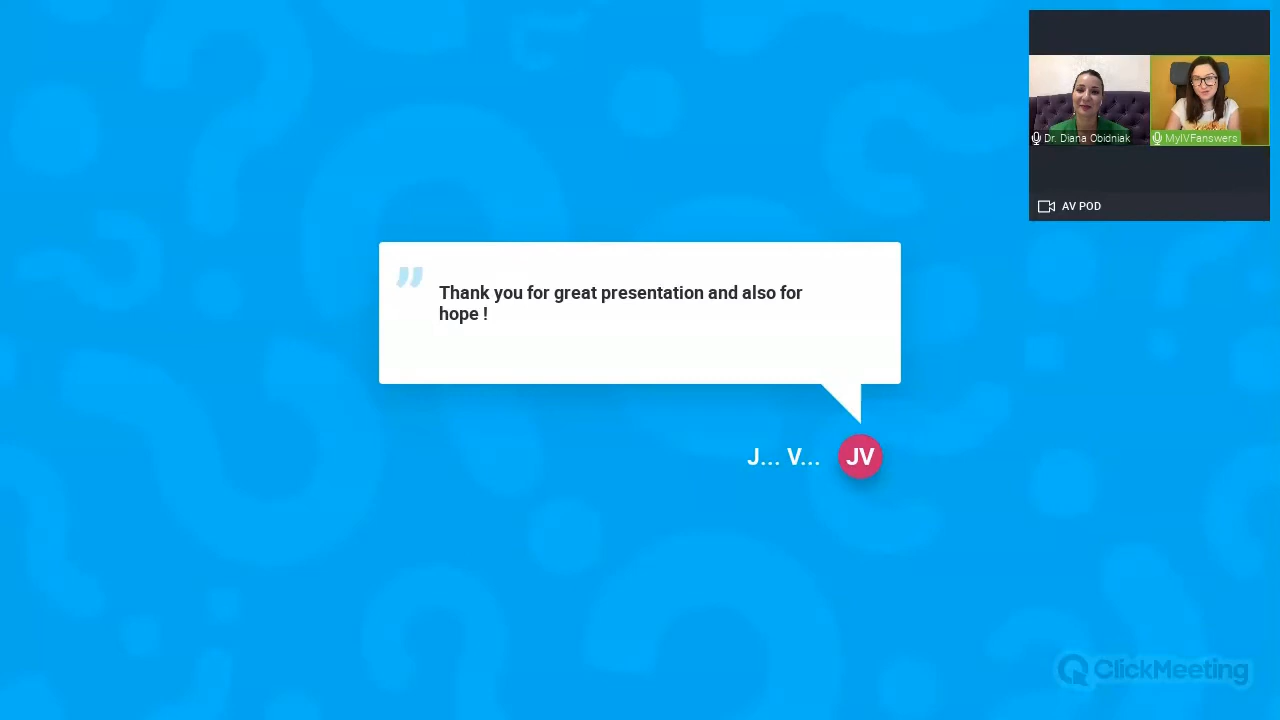 Dr. Diana Obidniak
MyIVFanswers
AV POD
”
Thank you for great presentation and also for
hope !
J... V...
JV
ClickMeeting